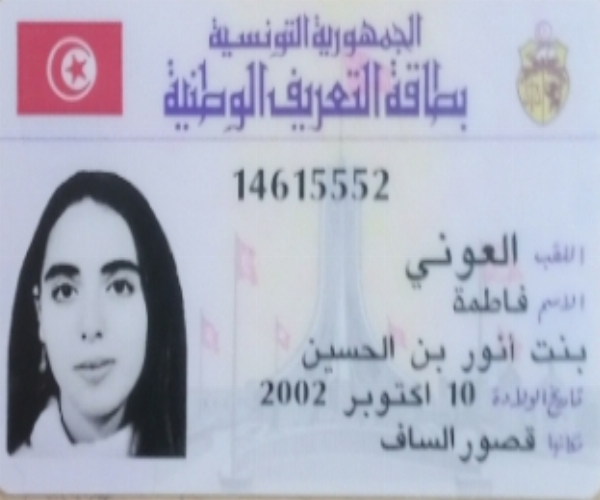 الجمهورية التونسية
بطاقة التعريف الوطنية
14615552
اللقب العوني
الاسم فاطمة
بنت انور بن الحسين
تاريخ الولادة 10 اكتوبر 2002
مكانها قصور الساف